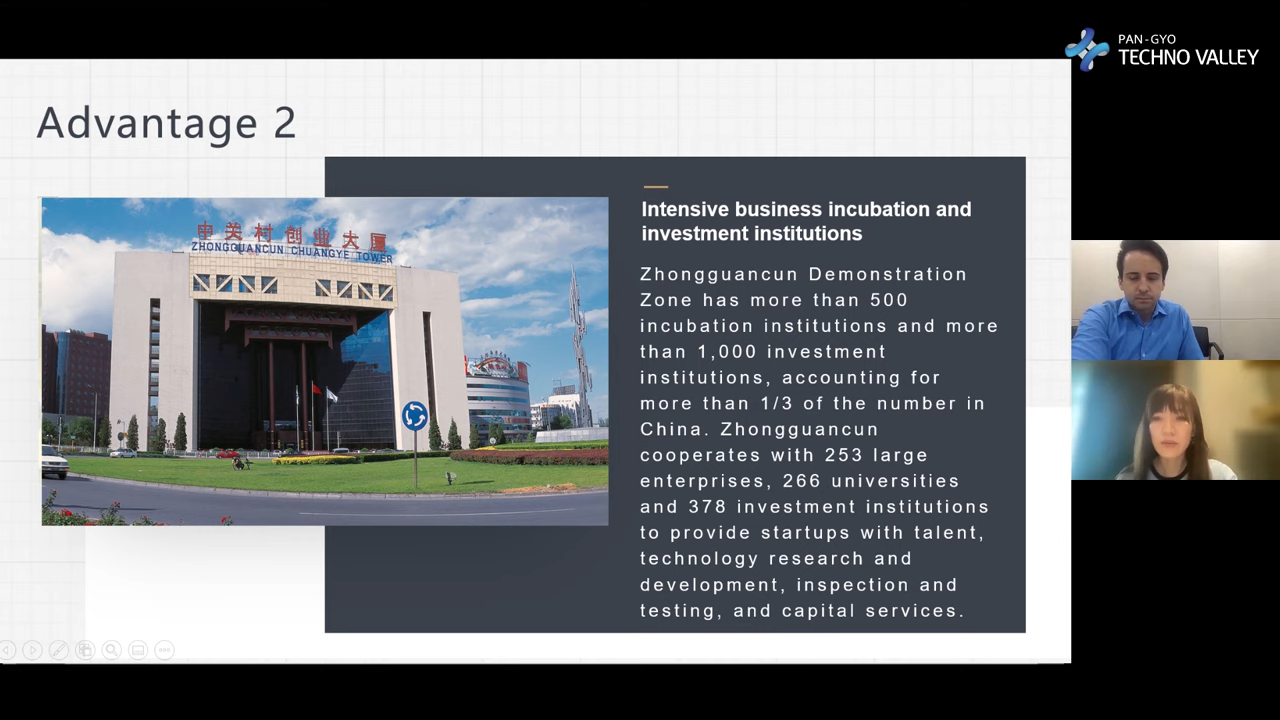 PAN-GYO
TECHNO VALLEY
Advantage 2
中关村创业大厦
ZHONGGUANCUN CHUANGYE TOWER
Intensive business incubation and
investment institutions
Zhongguancun Demonstration
Zone has more than 500
incubation institutions and more
than 1,000 investment
institutions, accounting for
more than 1/3 of the number in
China. Zhongguancun
cooperates with 253 large
enterprises, 266 universities
and 378 investment institutions
to provide startups with talent,
technology research and
development, inspection and
testing, and capital services.